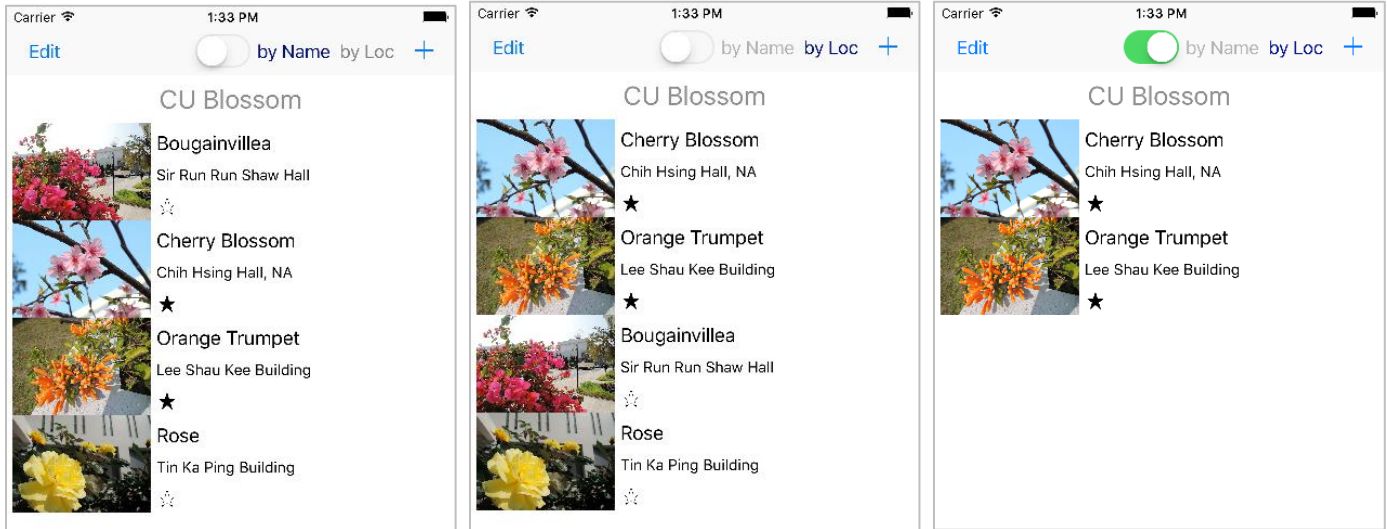 Carrier 1:33 PM
Edit by Name by Loc +
CU Blossom
Bougainvillea
Sir Run Run Shaw Hall
☆
Cherry Blossom
Chih Hsing Hall, NA
★
Orange Trumpet
Lee Shau Kee Building
★
Rose
Tin Ka Ping Building
☆
Carrier 1:33 PM
Edit by Name by Loc +
CU Blossom
Cherry Blossom
Chih Hsing Hall, NA
★
Orange Trumpet
Lee Shau Kee Building
★
Bougainvillea
Sir Run Run Shaw Hall
☆
Rose
Tin Ka Ping Building
☆
Carrier 1:33 PM
Edit by Name by Loc +
CU Blossom
Cherry Blossom
Chih Hsing Hall, NA
★
Orange Trumpet
Lee Shau Kee Building
★